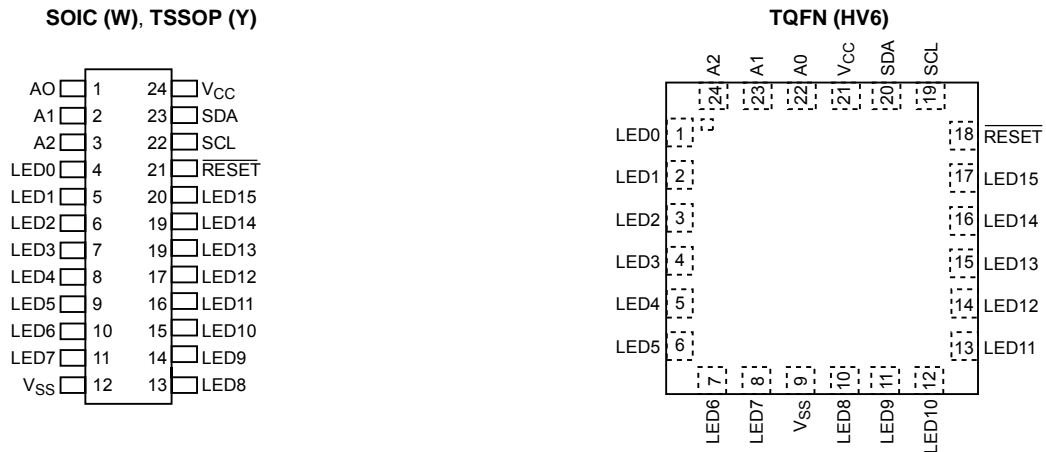 SOIC (W), TSSOP (Y)
AO 1 24 VCC
A1 2 23 SDA
A2 3 22 SCL
LED0 4 21 RESET
LED1 5 20 LED15
LED2 6 19 LED14
LED3 7 19 LED13
LED4 8 17 LED12
LED5 9 16 LED11
LED6 10 15 LED10
LED7 11 14 LED9
VSS 12 13 LED8
TQFN (HV6)
A2 A1 A0 VCC SDA SCL
24 23 22 21 20 19
LED0 1 18 RESET
LED1 2 17 LED15
LED2 3 16 LED14
LED3 4 15 LED13
LED4 5 14 LED12
LED5 6 13 LED11
7 8 9 10 11 12
LED6 LED7 VSS LED8 LED9 LED10